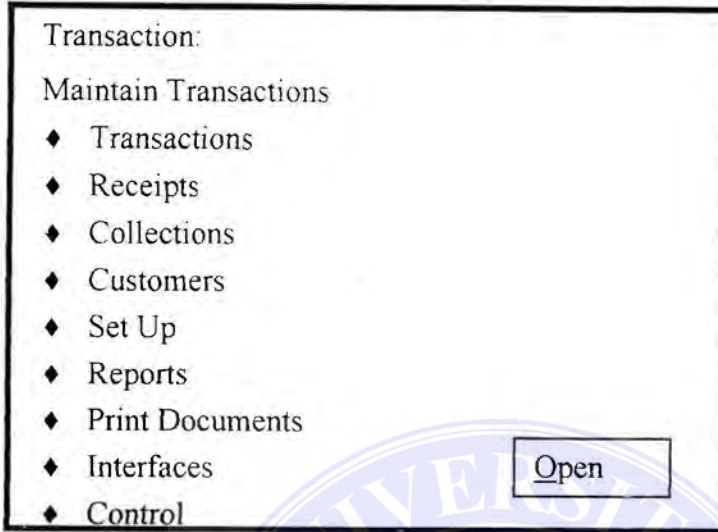 Transaction:
Maintain Transactions
♦ Transactions
♦ Receipts
♦ Collections
♦ Customers
♦ Set Up
♦ Reports
♦ Print Documents
♦ Interfaces
Open
♦ Control